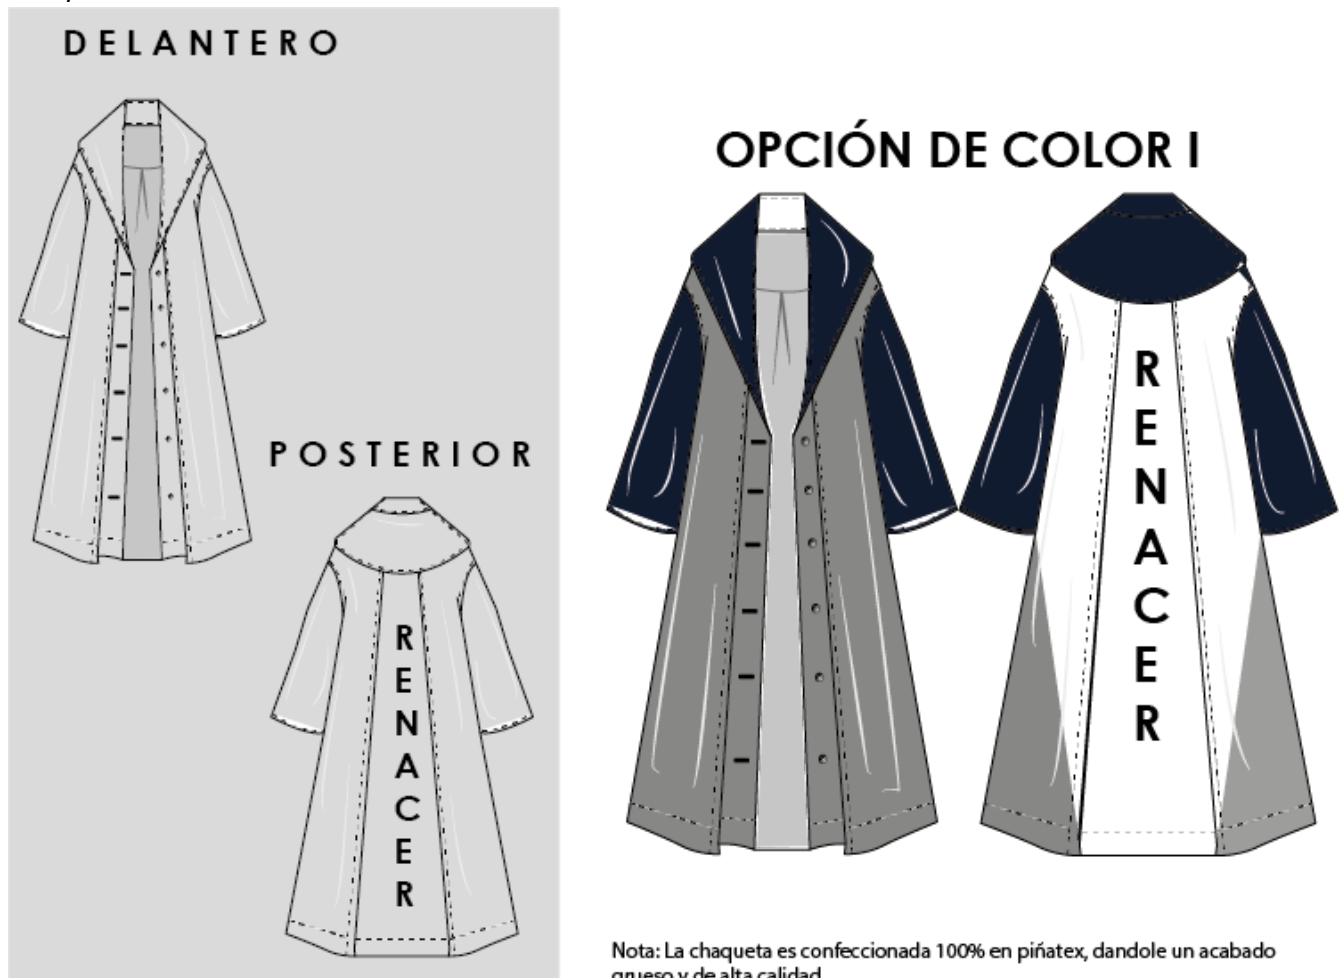 DELANTERO
POSTERIOR
R
E
N
A
C
E
R
OPCIÓN DE COLOR I
R
E
N
A
C
E
R
Nota: La chaqueta es confeccionada 100% en piñatex, dandole un acabado
grueso y de alta calidad